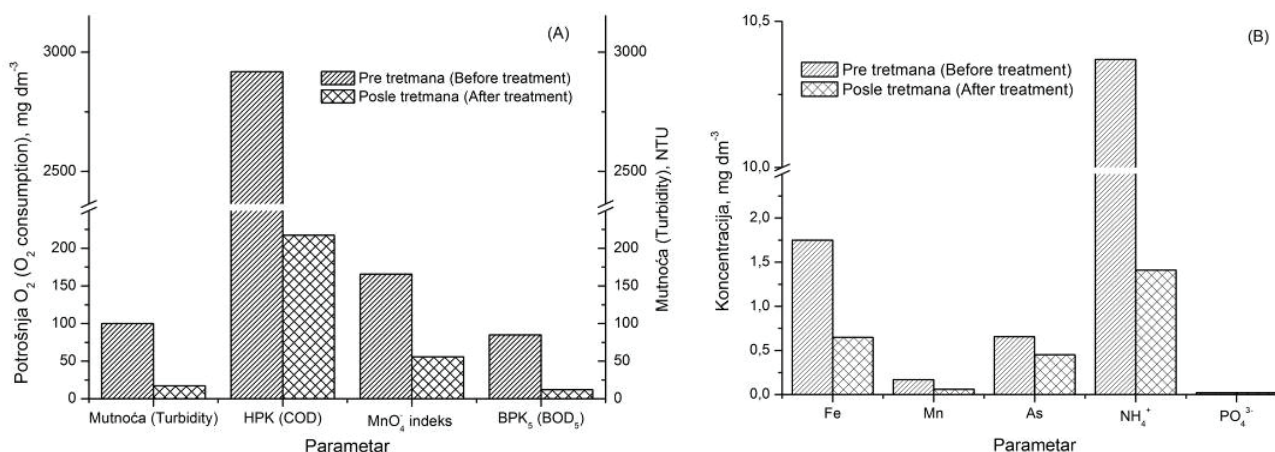 (A)
Potrošnja O₂ (O₂ consumption), mg dm⁻³
3000
2500
200
150
100
50
0
Pre tretmana (Before treatment)
Posle tretmana (After treatment)
3000
2500
200
150
100
50
0
Mutnoća (Turbidity), NTU
Mutnoća (Turbidity)
HPK (COD)
MnO₄⁻ indeks
BPK₅ (BOD₅)
Parametar
(B)
Koncentracija, mg dm⁻³
10,5
10,0
2,0
1,5
1,0
0,5
0,0
Pre tretmana (Before treatment)
Posle tretmana (After treatment)
Fe
Mn
As
NH₄⁺
PO₄³⁻
Parametar